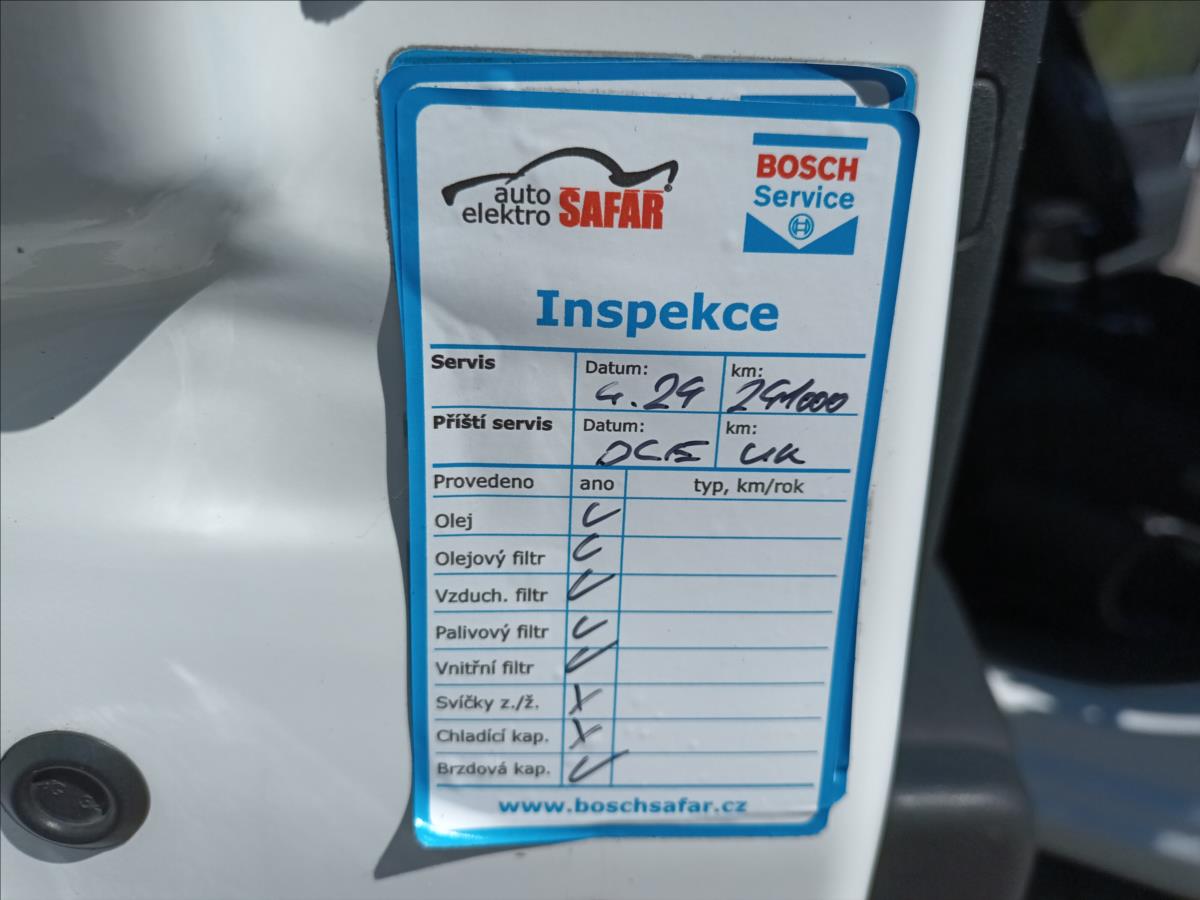 auto
elektro ŠAFÁŘ
BOSCH
Service
Inspekce
Servis Datum: 4.24 km: 241000
Příští servis Datum: km:
Provedeno ano typ, km/rok
Olej ✓
Olejový filtr ✓
Vzduch. filtr ✓
Palivový filtr ✓
Vnitřní filtr ✓
Svíčky z./ž. X
Chladící kap. X
Brzdová kap. ✓
www.boschsafar.cz